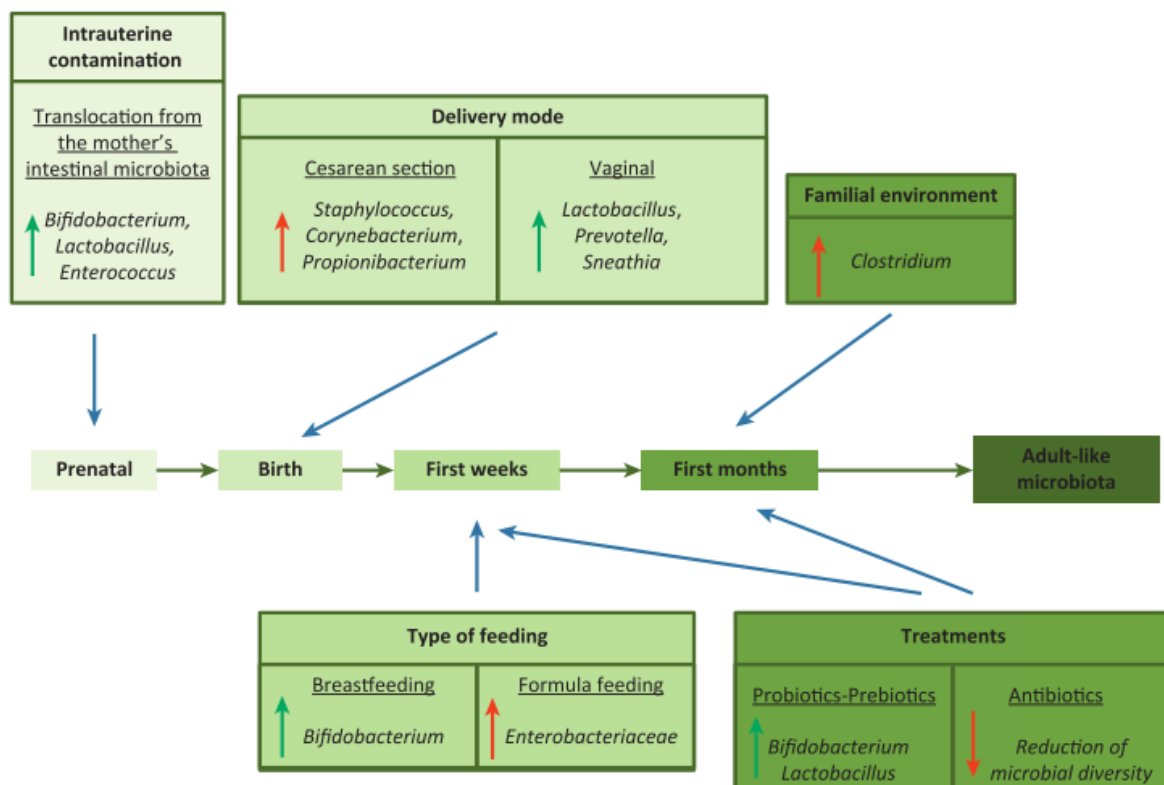 Intrauterine
contamination
Translocation from
the mother's
intestinal microbiota
Bifidobacterium,
Lactobacillus,
Enterococcus
Delivery mode
Cesarean section
Staphylococcus,
Corynebacterium,
Propionibacterium
Vaginal
Lactobacillus,
Prevotella,
Sneathia
Familial environment
Clostridium
Prenatal
Birth
First weeks
First months
Adult-like
microbiota
Type of feeding
Breastfeeding
Bifidobacterium
Formula feeding
Enterobacteriaceae
Treatments
Probiotics-Prebiotics
Bifidobacterium
Lactobacillus
Antibiotics
Reduction of
microbial diversity